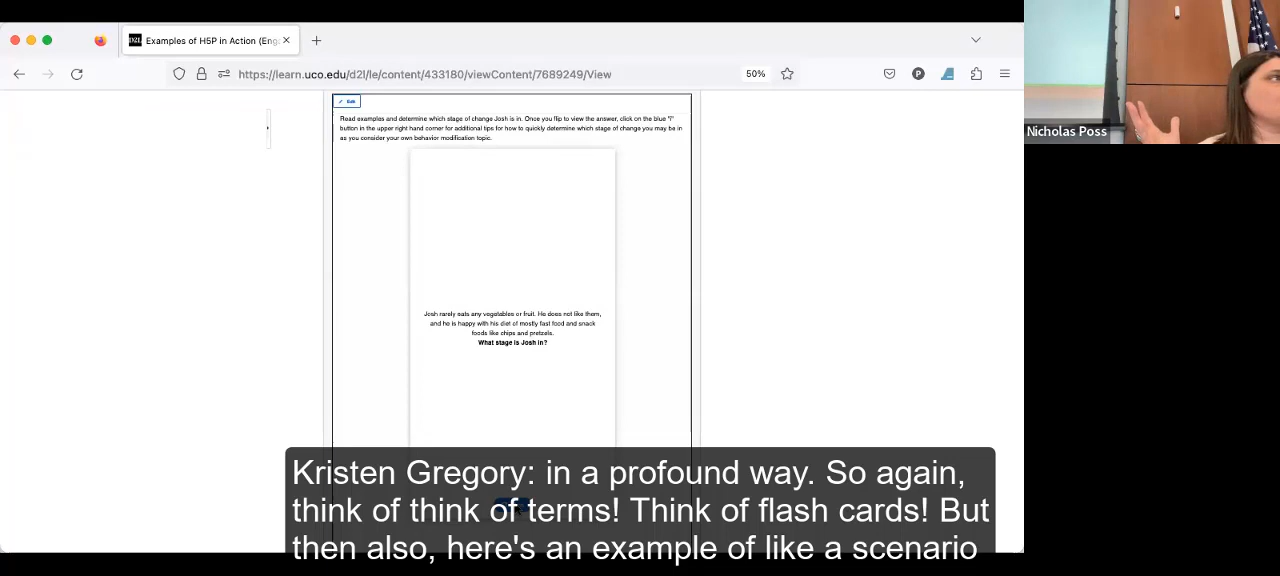 Examples of H5P in Action (Eng
https://learn.uco.edu/d2l/le/content/433180/viewContent/7689249/View
50%
Edit
Read examples and determine which stage of change Josh is in. Once you flip to view the answer, click on the blue "i"
button in the upper right hand corner for additional tips for how to quickly determine which stage of change you may be in
as you consider your own behavior modification topic.
Josh rarely eats any vegetables or fruit. He does not like them,
and he is happy with his diet of mostly fast food and snack
foods like chips and pretzels.
What stage is Josh in?
Nicholas Poss
Kristen Gregory: in a profound way. So again,
think of think of terms! Think of flash cards! But
then also, here's an example of like a scenario